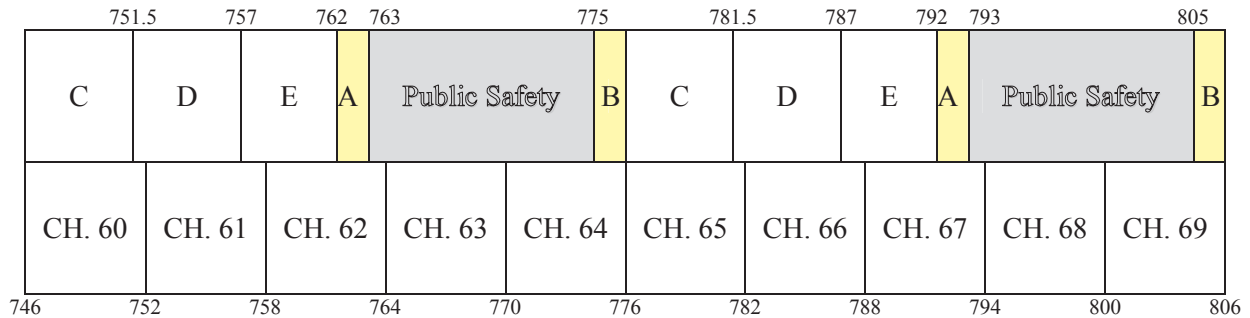 751.5 757 762 763 775 781.5 787 792 793 805
C D E A Public Safety B C D E A Public Safety B
CH. 60 CH. 61 CH. 62 CH. 63 CH. 64 CH. 65 CH. 66 CH. 67 CH. 68 CH. 69
746 752 758 764 770 776 782 788 794 800 806